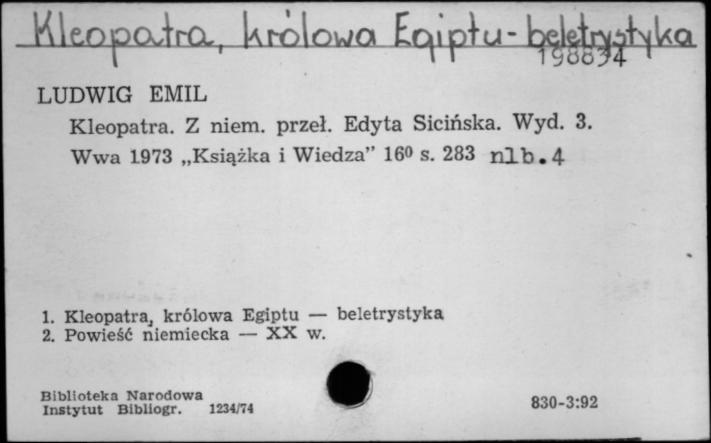 Kleopatra, królowa Egiptu - beletrystyka
198834
LUDWIG EMIL
Kleopatra. Z niem. przeł. Edyta Sicińska. Wyd. 3.
Wwa 1973 „Książka i Wiedza” 16⁰ s. 283 nlb.4
1. Kleopatra, królowa Egiptu — beletrystyka
2. Powieść niemiecka — XX w.
Biblioteka Narodowa
Instytut Bibliogr. 1234/74
830-3:92